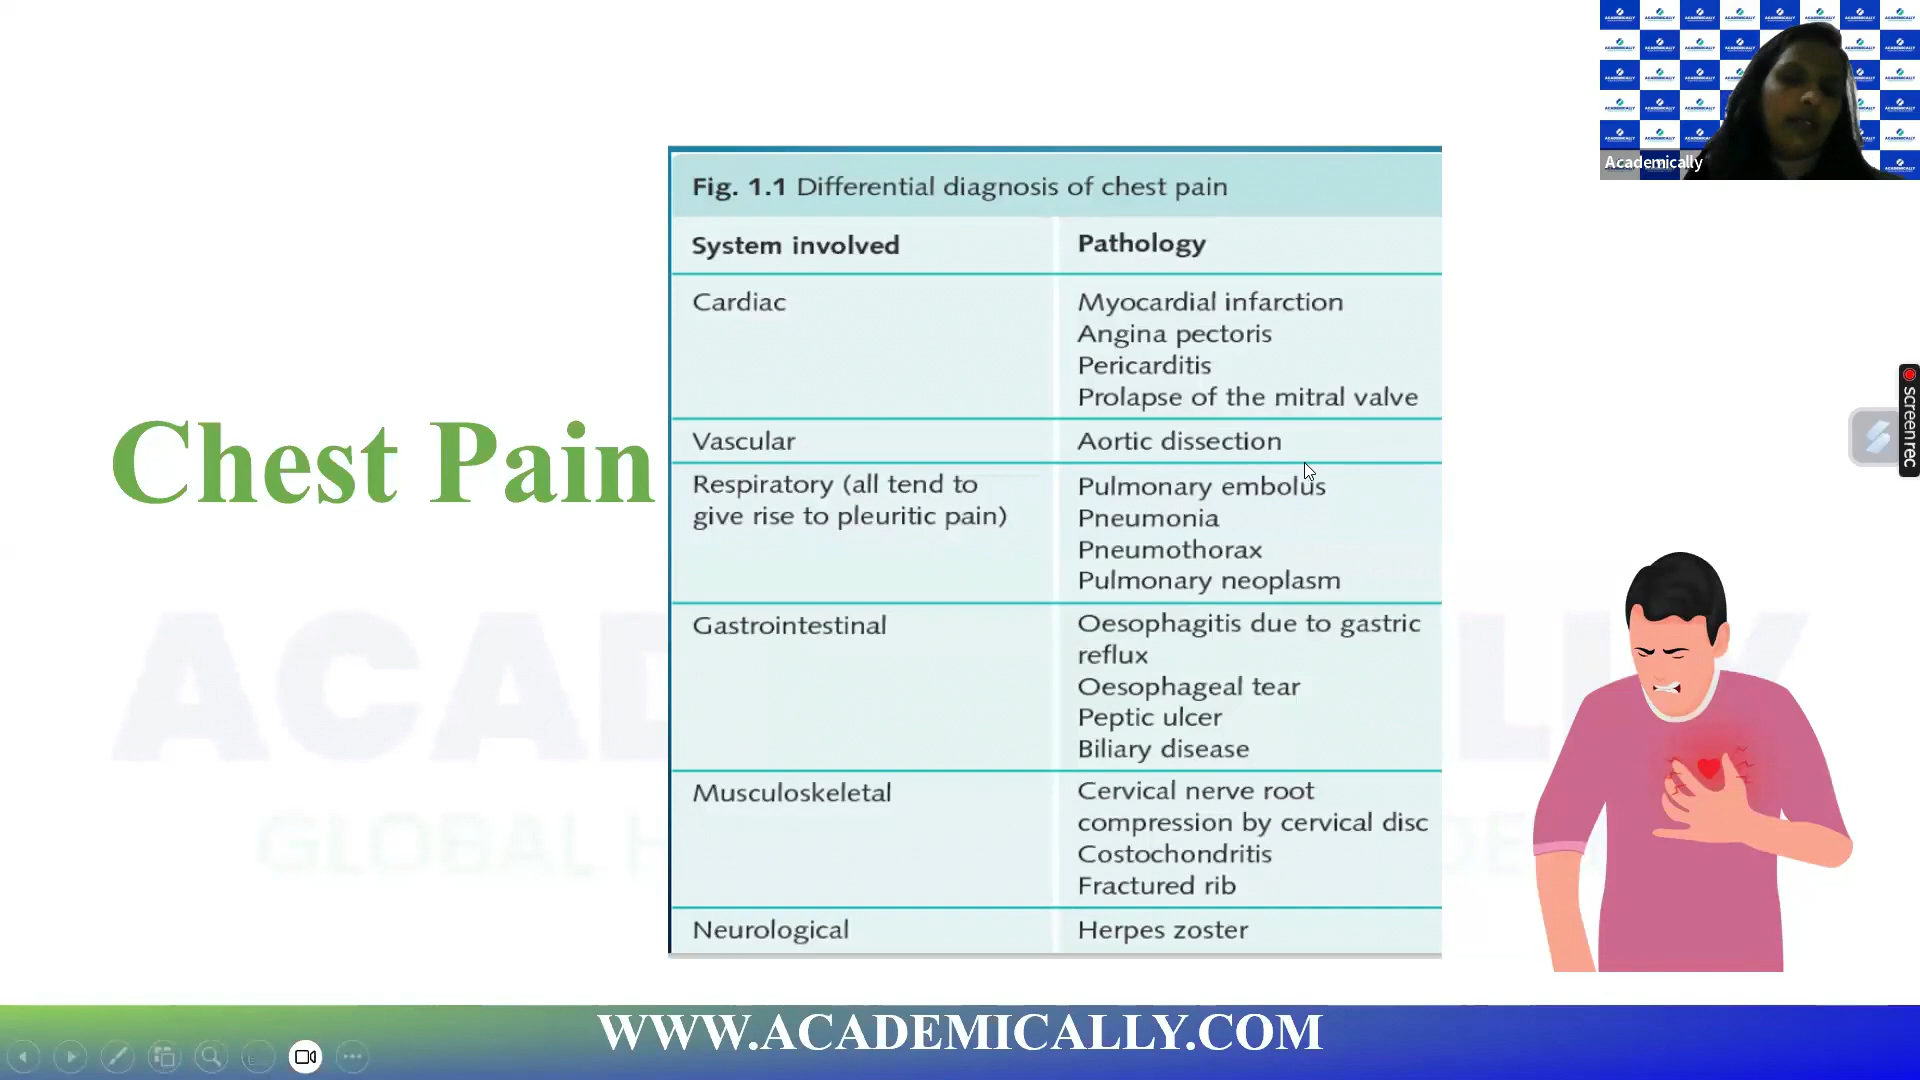 Academically
Fig. 1.1 Differential diagnosis of chest pain
System involved
Pathology
Cardiac
Myocardial infarction
Angina pectoris
Pericarditis
Prolapse of the mitral valve
Vascular
Aortic dissection
Respiratory (all tend to
give rise to pleuritic pain)
Pulmonary embolus
Pneumonia
Pneumothorax
Pulmonary neoplasm
Gastrointestinal
Oesophagitis due to gastric
reflux
Oesophageal tear
Peptic ulcer
Biliary disease
Musculoskeletal
Cervical nerve root
compression by cervical disc
Costochondritis
Fractured rib
Neurological
Herpes zoster
Chest Pain
screenrec
GLOBAL
WWW.ACADEMICALLY.COM